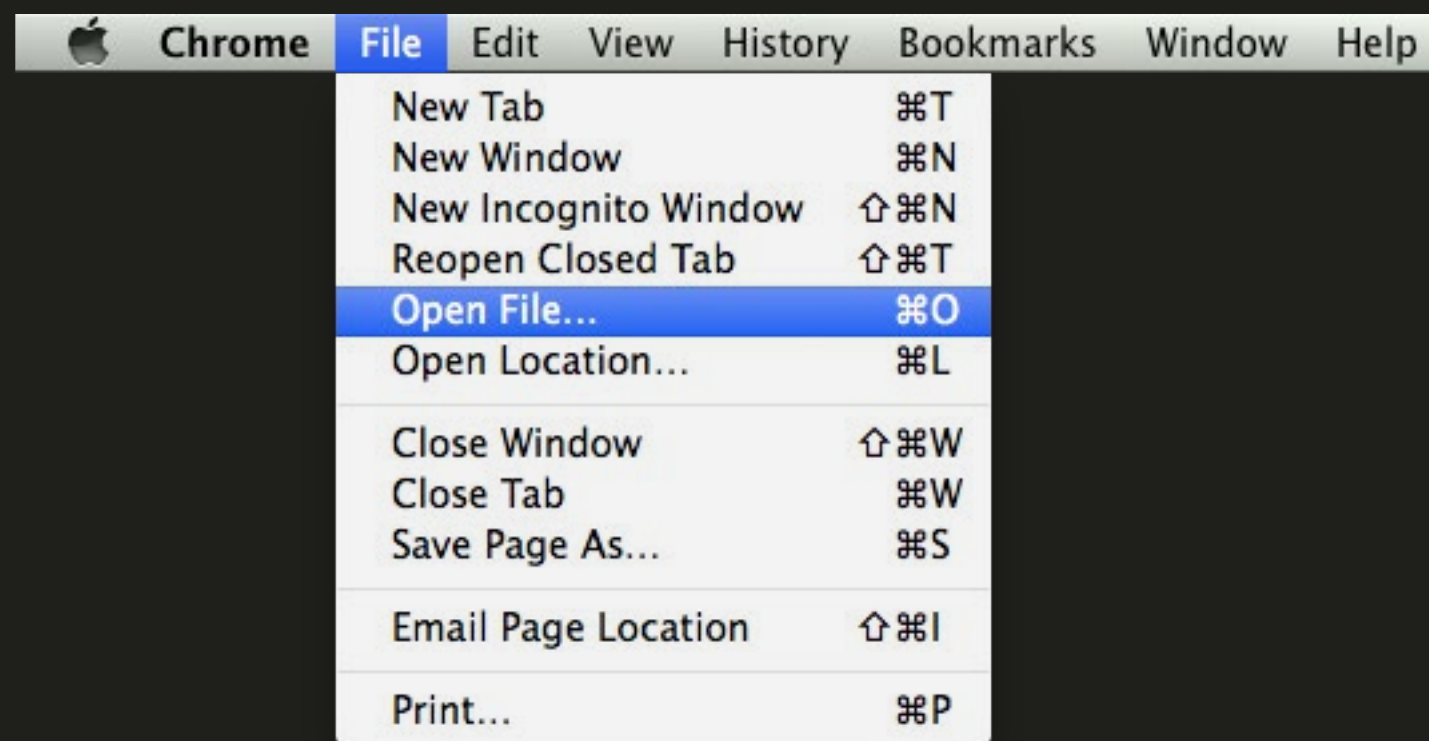 Chrome File Edit View History Bookmarks Window Help
New Tab ⌘T
New Window ⌘N
New Incognito Window ⇧⌘N
Reopen Closed Tab ⇧⌘T
Open File... ⌘O
Open Location... ⌘L
Close Window ⇧⌘W
Close Tab ⌘W
Save Page As... ⌘S
Email Page Location ⇧⌘I
Print... ⌘P